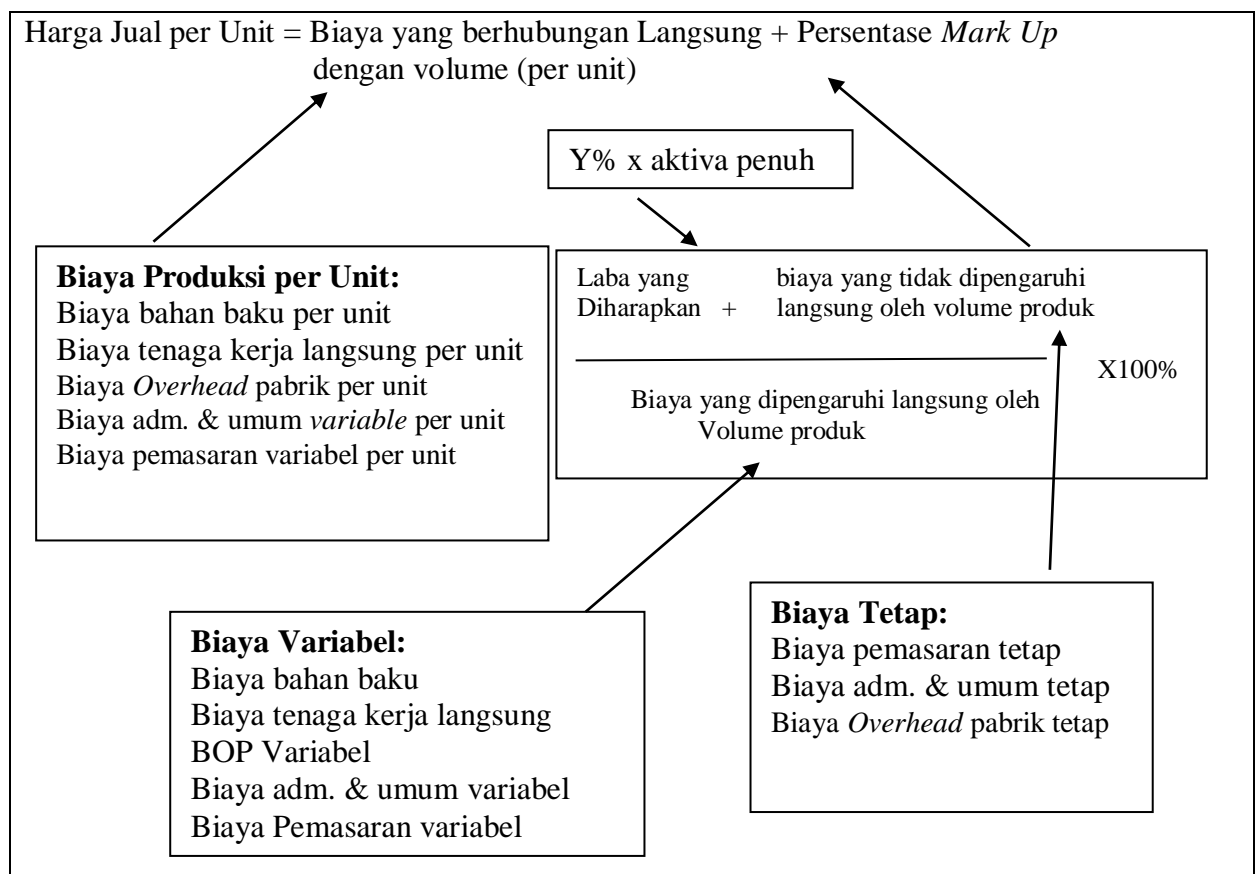 Harga Jual per Unit = Biaya yang berhubungan Langsung + Persentase Mark Up
dengan volume (per unit)
Y% x aktiva penuh
Biaya Produksi per Unit:
Biaya bahan baku per unit
Biaya tenaga kerja langsung per unit
Biaya Overhead pabrik per unit
Biaya adm. & umum variable per unit
Biaya pemasaran variabel per unit
Laba yang biaya yang tidak dipengaruhi
Diharapkan + langsung oleh volume produk
X100%
Biaya yang dipengaruhi langsung oleh
Volume produk
Biaya Variabel:
Biaya bahan baku
Biaya tenaga kerja langsung
BOP Variabel
Biaya adm. & umum variabel
Biaya Pemasaran variabel
Biaya Tetap:
Biaya pemasaran tetap
Biaya adm. & umum tetap
Biaya Overhead pabrik tetap